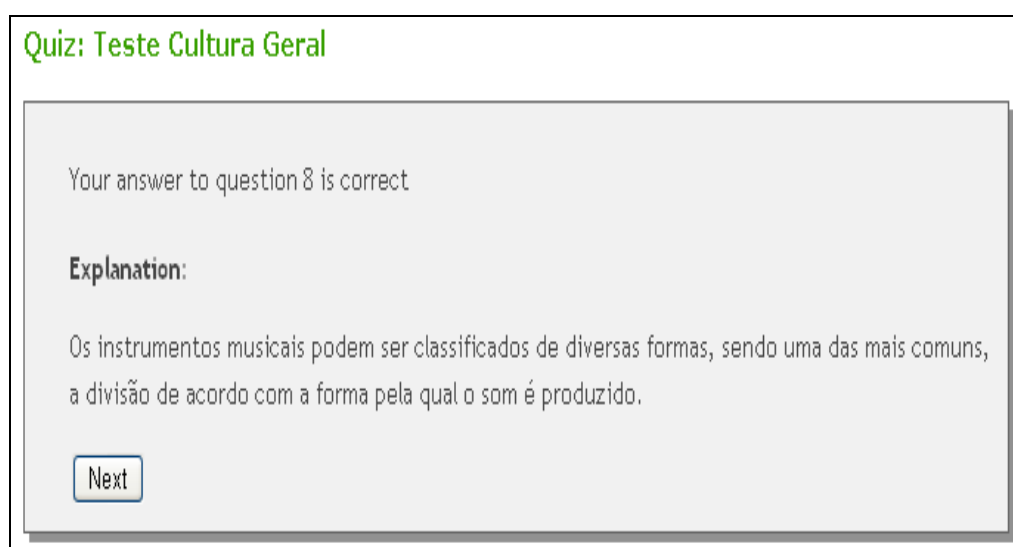 Quiz: Teste Cultura Geral
Your answer to question 8 is correct
Explanation:
Os instrumentos musicais podem ser classificados de diversas formas, sendo uma das mais comuns,
a divisão de acordo com a forma pela qual o som é produzido.
Next